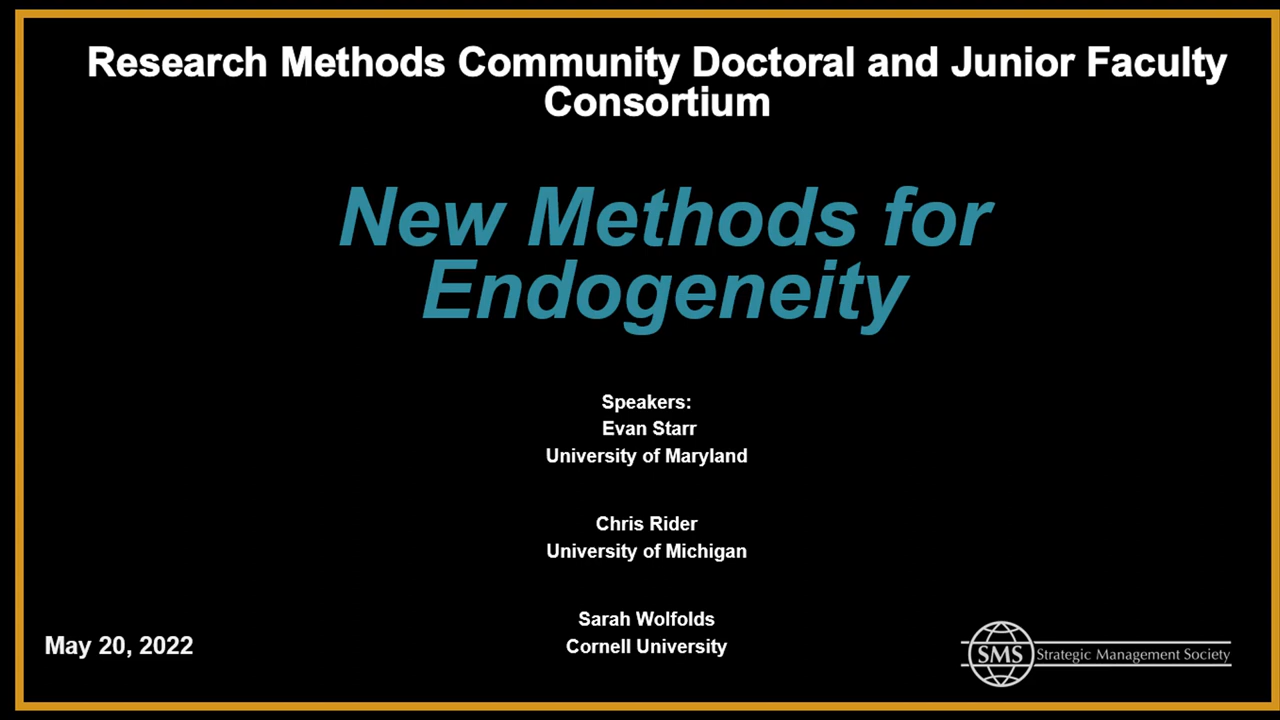 Research Methods Community Doctoral and Junior Faculty
Consortium
New Methods for
Endogeneity
Speakers:
Evan Starr
University of Maryland
Chris Rider
University of Michigan
Sarah Wolfolds
Cornell University
May 20, 2022
SMS Strategic Management Society